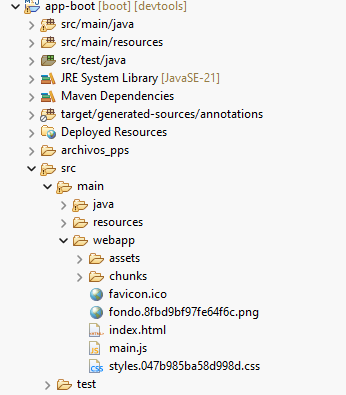 app-boot [boot] [devtools]
src/main/java
src/main/resources
src/test/java
JRE System Library [JavaSE-21]
Maven Dependencies
target/generated-sources/annotations
Deployed Resources
archivos_pps
src
main
java
resources
webapp
assets
chunks
favicon.ico
fondo.8fbd9bf97fe64f6c.png
index.html
main.js
styles.047b985ba58d998d.css
test